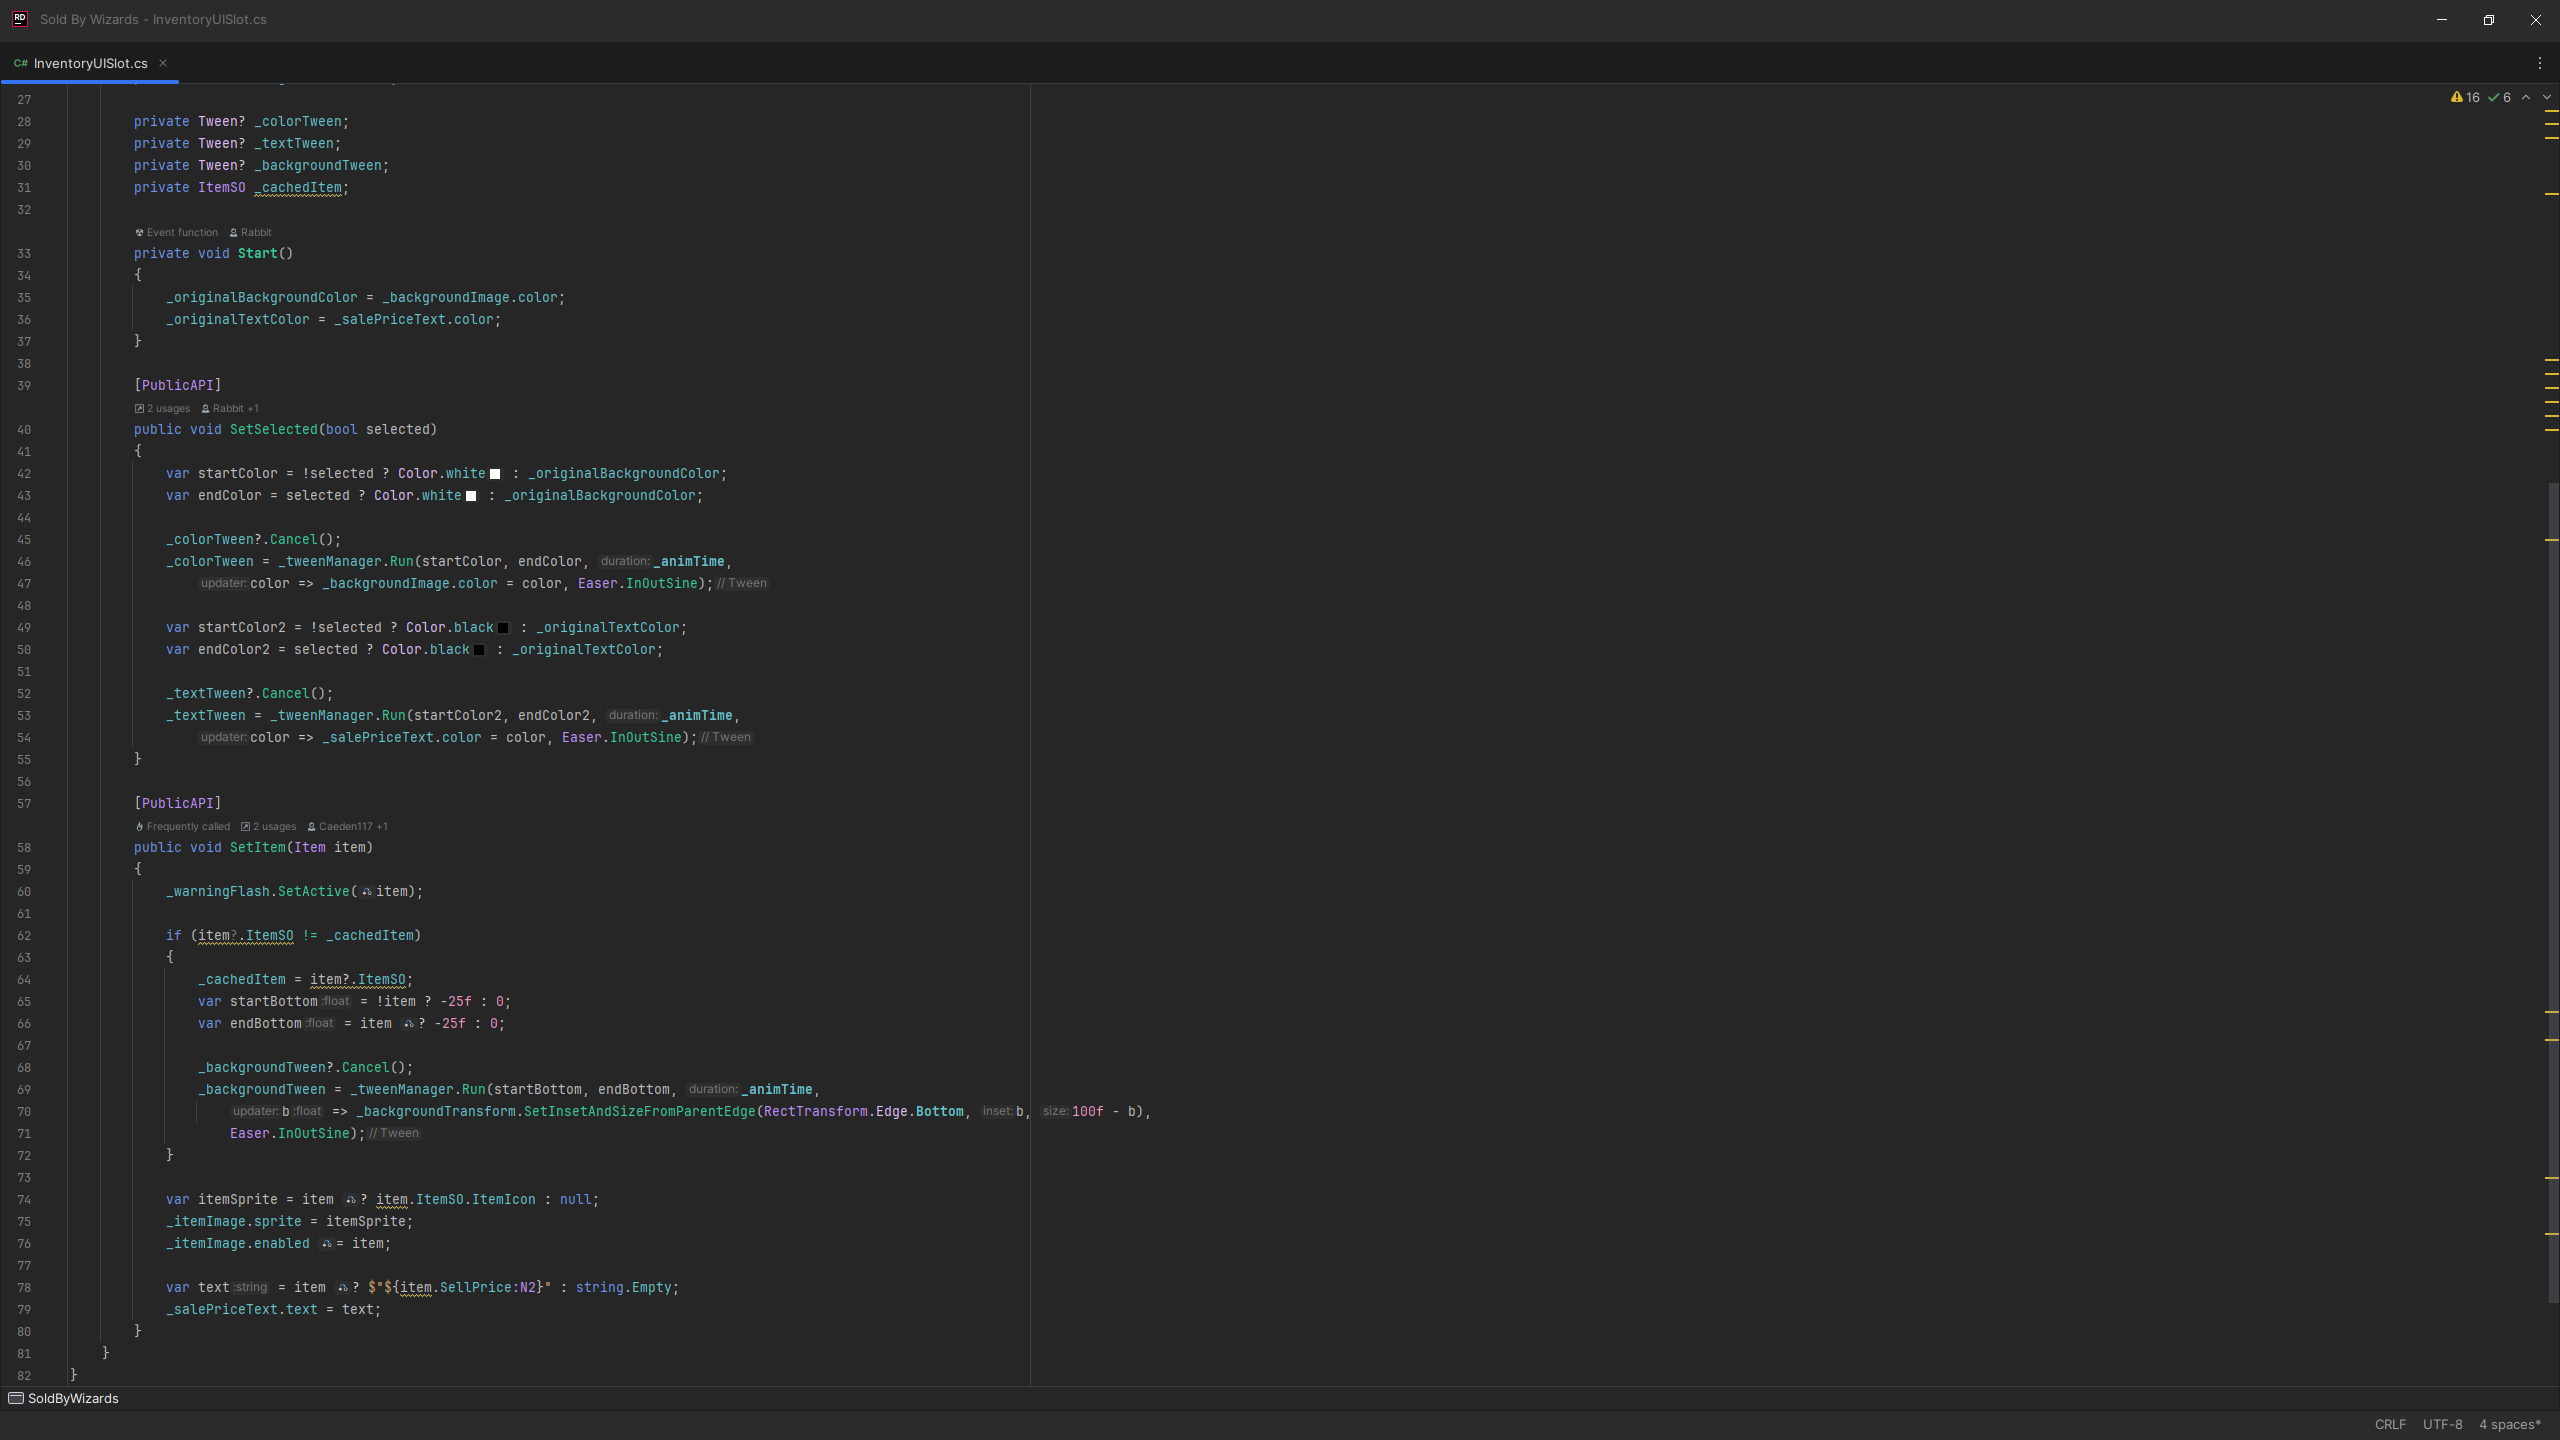 Sold By Wizards - InventoryUISlot.cs
C# InventoryUISlot.cs
16 6
27
28 private Tween? _colorTween;
29 private Tween? _textTween;
30 private Tween? _backgroundTween;
31 private ItemSO _cachedItem;
32
Event function Rabbit
33 private void Start()
34 {
35 _originalBackgroundColor = _backgroundImage.color;
36 _originalTextColor = _salePriceText.color;
37 }
38
39 [PublicAPI]
2 usages Rabbit +1
40 public void SetSelected(bool selected)
41 {
42 var startColor = !selected ? Color.white : _originalBackgroundColor;
43 var endColor = selected ? Color.white : _originalBackgroundColor;
44
45 _colorTween?.Cancel();
46 _colorTween = _tweenManager.Run(startColor, endColor, duration: _animTime,
47 updater: color => _backgroundImage.color = color, Easer.InOutSine); // Tween
48
49 var startColor2 = !selected ? Color.black : _originalTextColor;
50 var endColor2 = selected ? Color.black : _originalTextColor;
51
52 _textTween?.Cancel();
53 _textTween = _tweenManager.Run(startColor2, endColor2, duration: _animTime,
54 updater: color => _salePriceText.color = color, Easer.InOutSine); // Tween
55 }
56
57 [PublicAPI]
Frequently called 2 usages Caeden117 +1
58 public void SetItem(Item item)
59 {
60 _warningFlash.SetActive(item);
61
62 if (item?.ItemSO != _cachedItem)
63 {
64 _cachedItem = item?.ItemSO;
65 var startBottom :float = !item ? -25f : 0;
66 var endBottom :float = item ? -25f : 0;
67
68 _backgroundTween?.Cancel();
69 _backgroundTween = _tweenManager.Run(startBottom, endBottom, duration: _animTime,
70 updater: b :float => _backgroundTransform.SetInsetAndSizeFromParentEdge(RectTransform.Edge.Bottom, inset: b, size: 100f - b),
71 Easer.InOutSine); // Tween
72 }
73
74 var itemSprite = item ? item.ItemSO.ItemIcon : null;
75 _itemImage.sprite = itemSprite;
76 _itemImage.enabled = item;
77
78 var text :string = item ? $"${item.SellPrice:N2}" : string.Empty;
79 _salePriceText.text = text;
80 }
81 }
82 }
SoldByWizards
CRLF UTF-8 4 spaces*